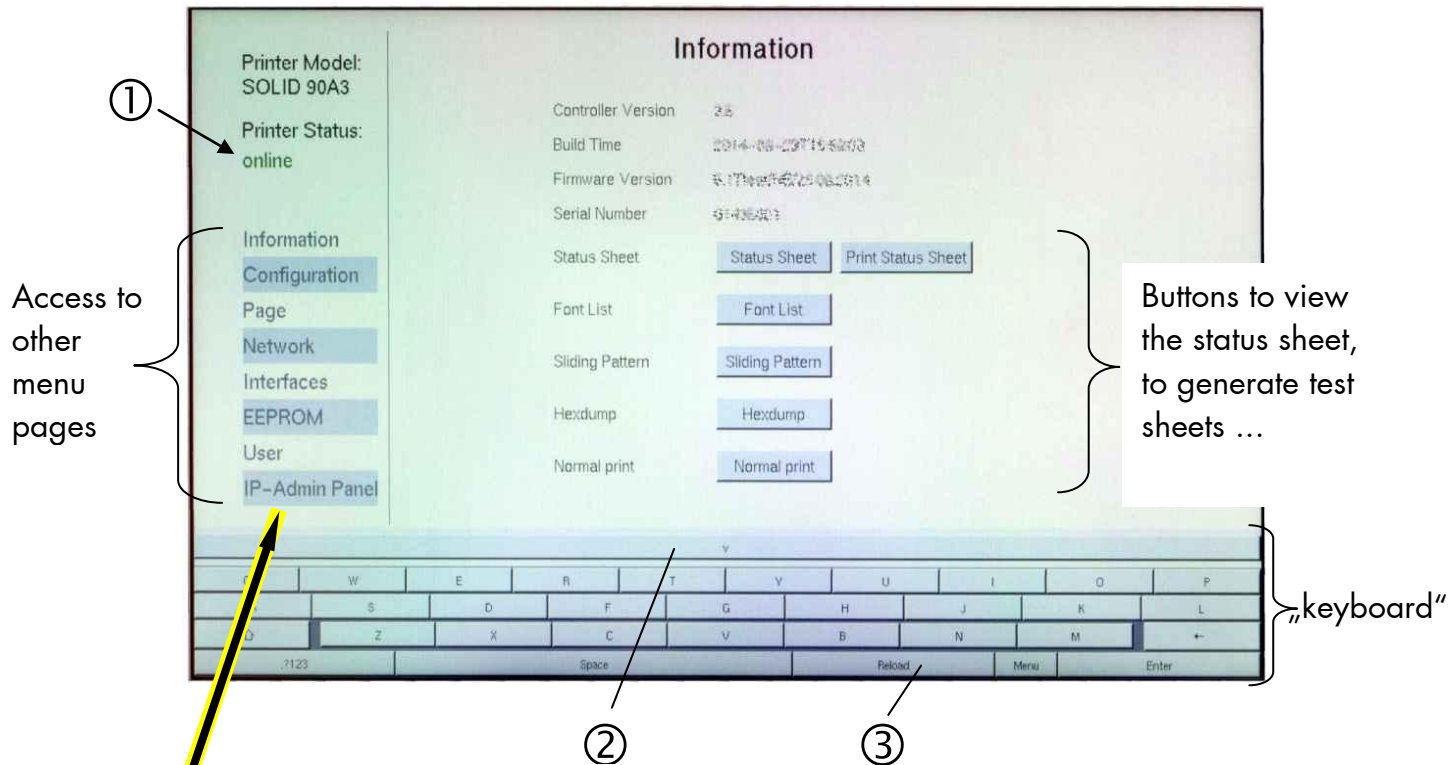 Information
Printer Model:
SOLID 90A3
①
Printer Status:
online
Controller Version
Build Time
Firmware Version
Serial Number
Access to
other
menu
pages
Information
Configuration
Page
Network
Interfaces
EEPROM
User
IP-Admin Panel
Status Sheet Status Sheet Print Status Sheet
Font List Font List
Sliding Pattern Sliding Pattern
Hexdump Hexdump
Normal print Normal print
Buttons to view
the status sheet,
to generate test
sheets ...
v
W E R T Y U I O P
S D F G H J K L
Z X C V B N M ←
.?123 Space Reload Menu Enter
„keyboard“
② ③